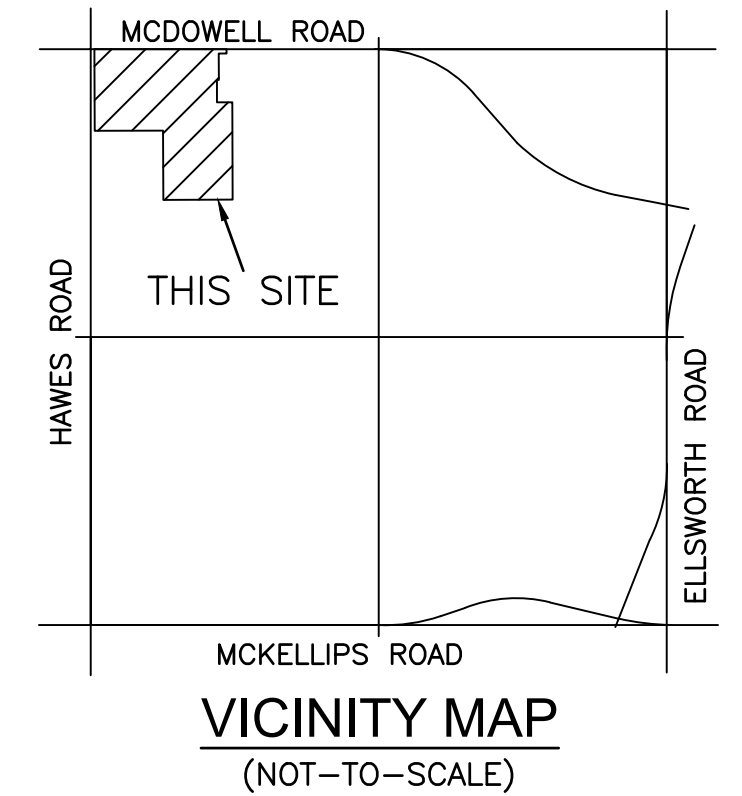 MCDOWELL ROAD
THIS SITE
HAWES ROAD
ELLSWORTH ROAD
MCKELLIPS ROAD
VICINITY MAP
(NOT-TO-SCALE)